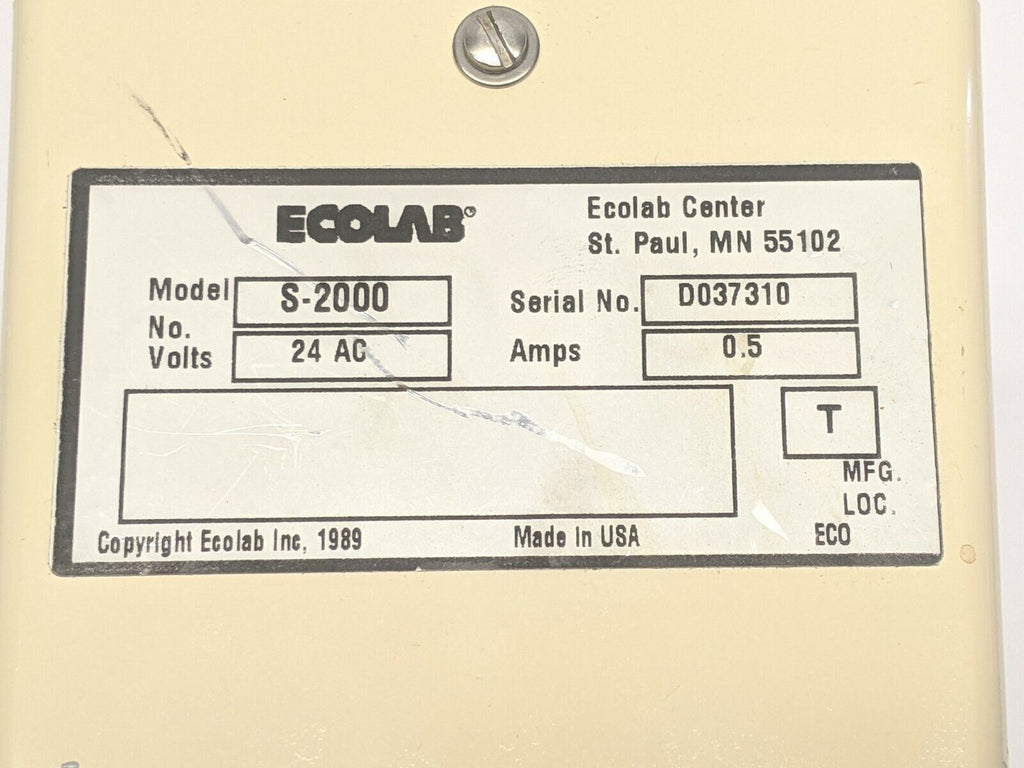 ECOLAB®
Ecolab Center
St. Paul, MN 55102
Model No. S-2000
Serial No. D037310
Volts 24 AC
Amps 0.5
T
MFG.
LOC.
Copyright Ecolab Inc, 1989
Made In USA
ECO